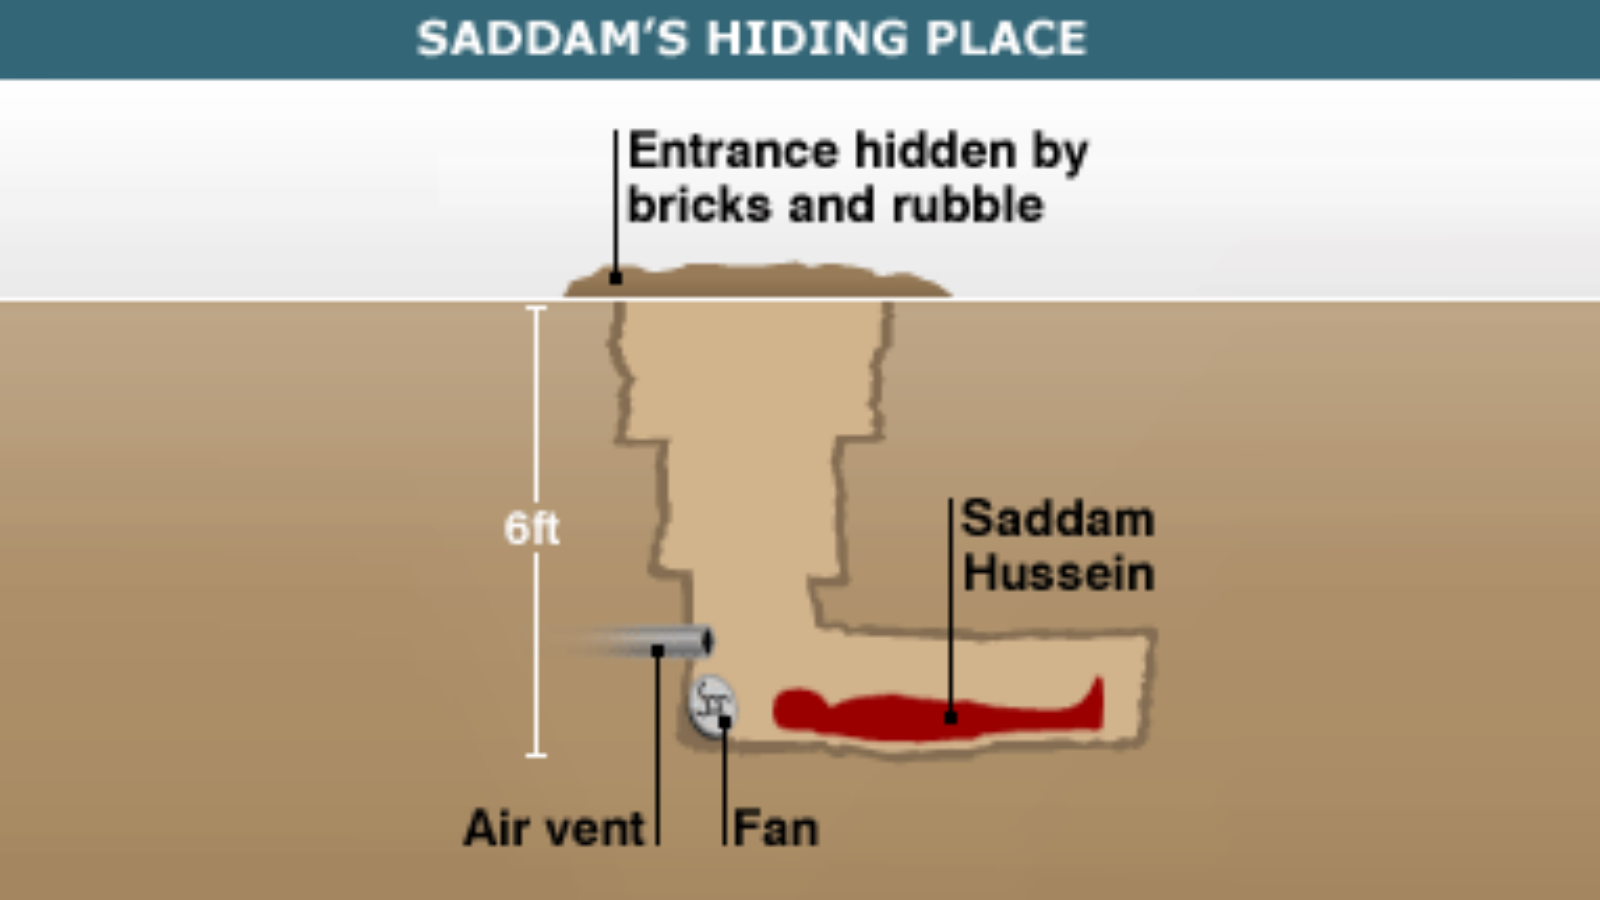 SADDAM'S HIDING PLACE
Entrance hidden by
bricks and rubble
6ft
Saddam
Hussein
Air vent
Fan